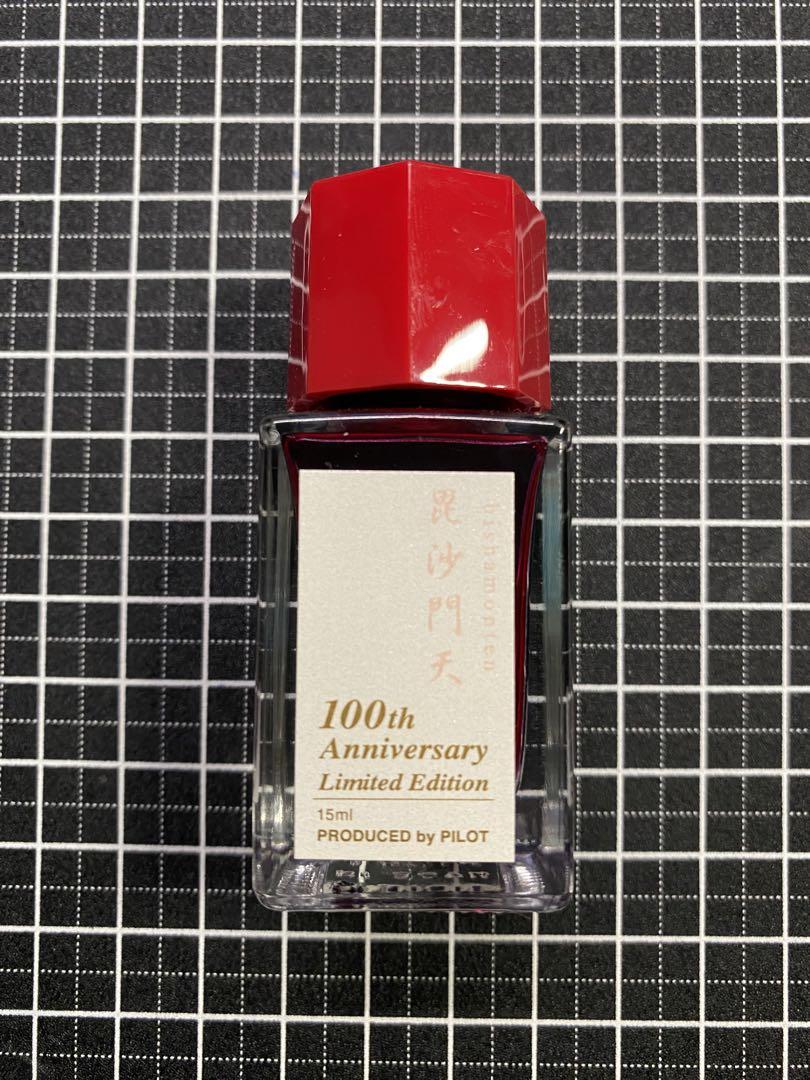 毘沙門天
bishamonten
100th
Anniversary
Limited Edition
15ml
PRODUCED by PILOT